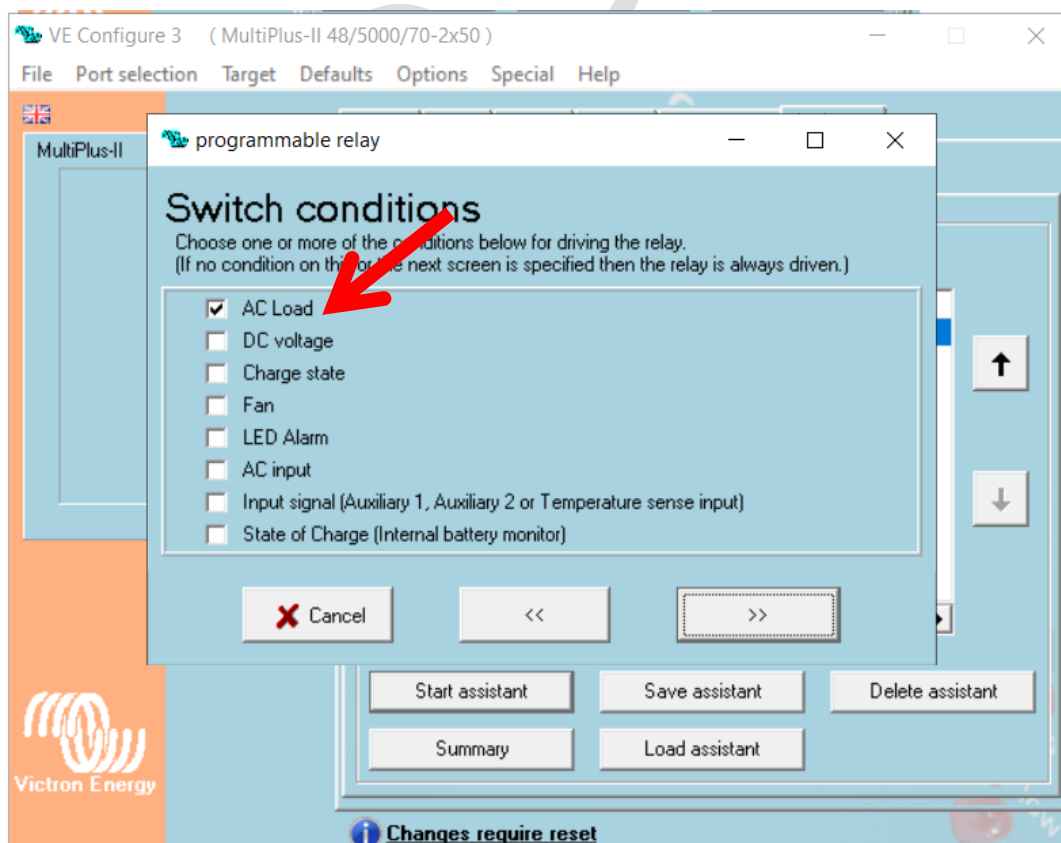 VE Configure 3 ( MultiPlus-II 48/5000/70-2x50 )
File Port selection Target Defaults Options Special Help
MultiPlus-II
programmable relay
Switch conditions
Choose one or more of the conditions below for driving the relay.
(If no condition on this or the next screen is specified then the relay is always driven.)
AC Load
DC voltage
Charge state
Fan
LED Alarm
AC input
Input signal (Auxiliary 1, Auxiliary 2 or Temperature sense input)
State of Charge (Internal battery monitor)
Cancel << >>
Start assistant Save assistant Delete assistant
Summary Load assistant
Victron Energy
Changes require reset